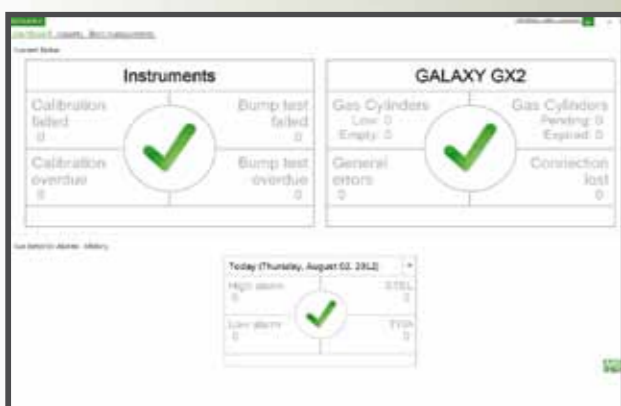 Current Status
Instruments
Calibration failed
0
Bump test failed
0
Calibration overdue
0
Bump test overdue
0
GALAXY GX2
Gas Cylinders
Low: 0
Empty: 0
Gas Cylinders
Pending: 0
Expired: 0
General errors
0
Connection lost
0
Today (Thursday, August 02, 2012)
High alarm
0
STEL
0
Low alarm
0
TWA
0